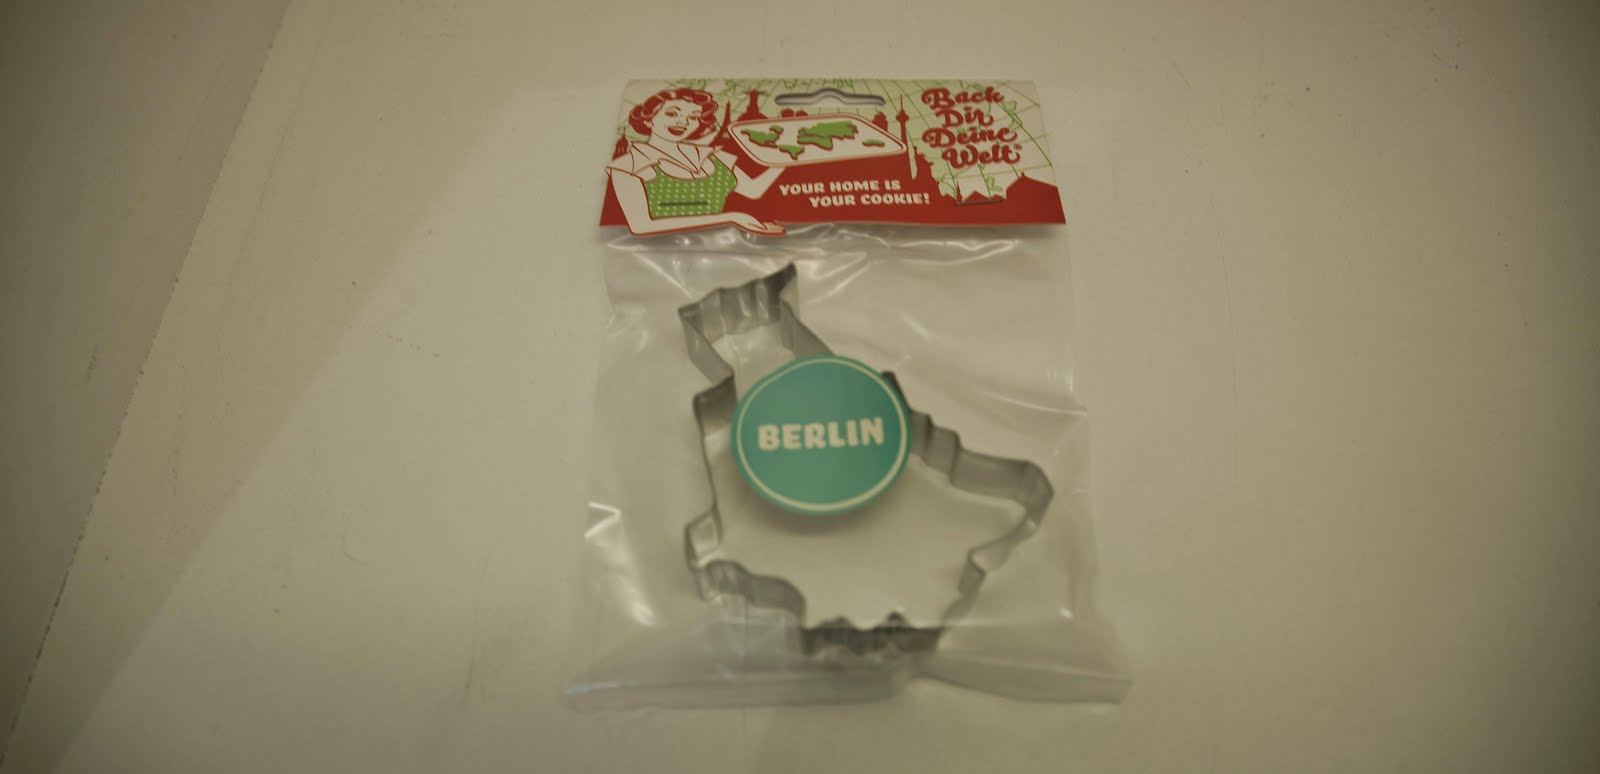 Back
Dir
Deine
Welt®
YOUR HOME IS
YOUR COOKIE!
BERLIN